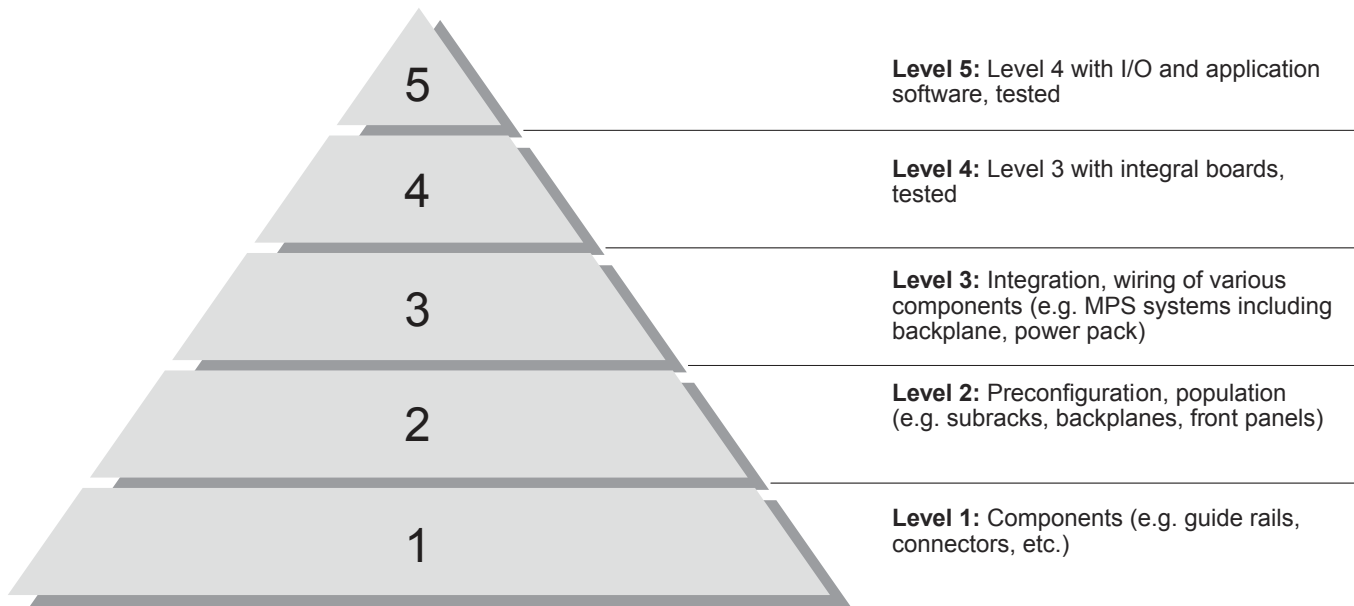 5
Level 5: Level 4 with I/O and application
software, tested
4
Level 4: Level 3 with integral boards,
tested
3
Level 3: Integration, wiring of various
components (e.g. MPS systems including
backplane, power pack)
2
Level 2: Preconfiguration, population
(e.g. subracks, backplanes, front panels)
1
Level 1: Components (e.g. guide rails,
connectors, etc.)